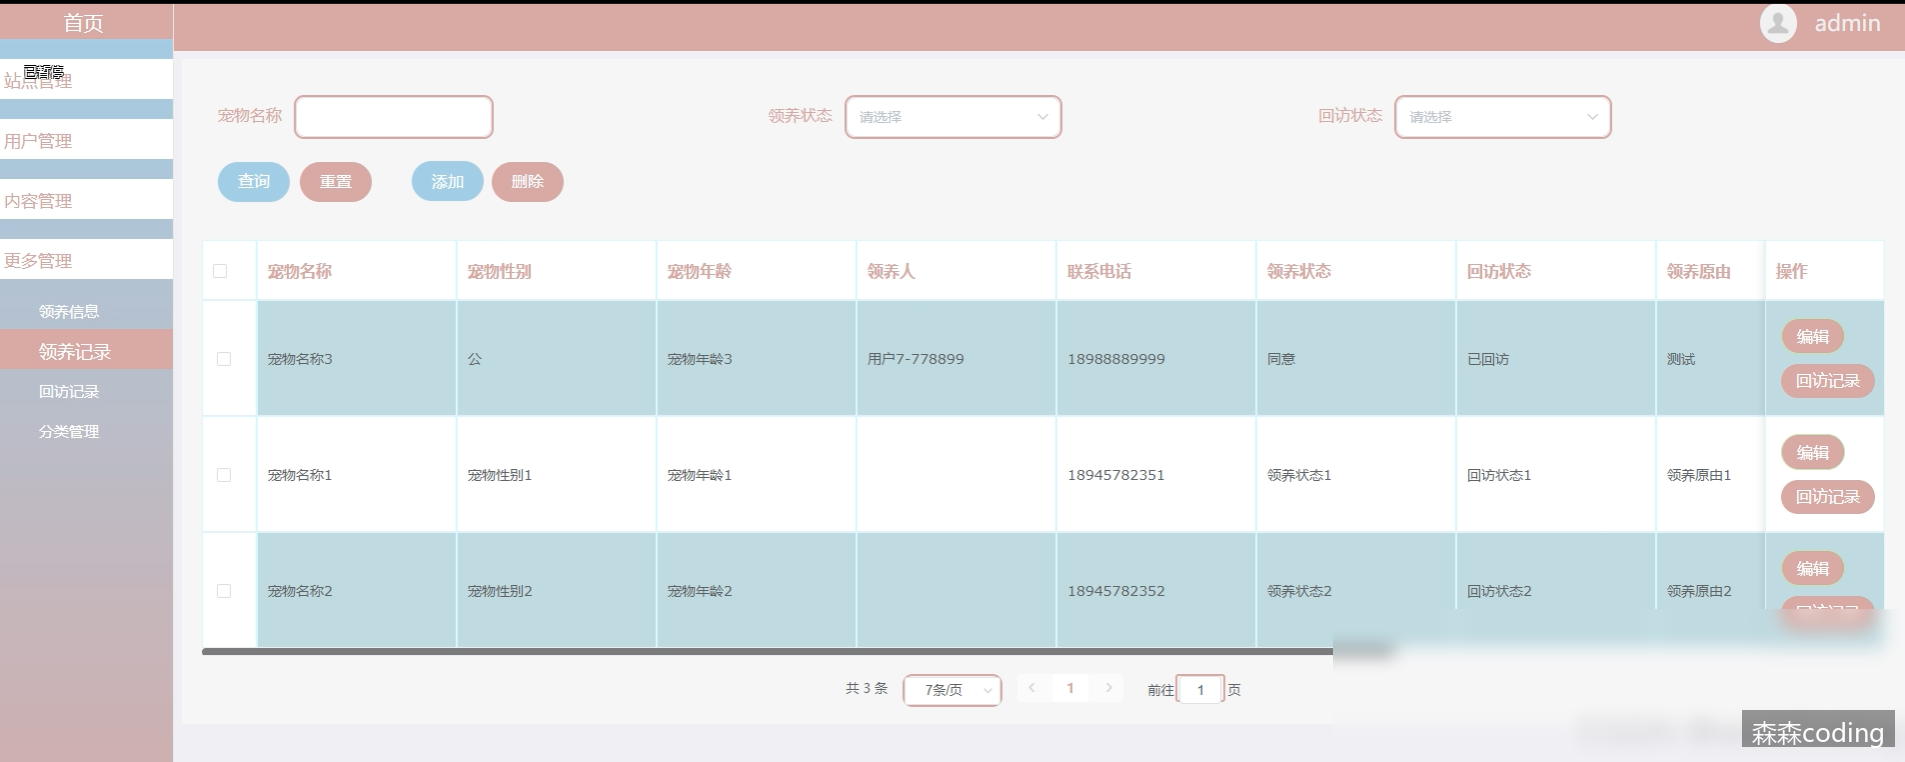 首页
admin
已暂停
站点管理
用户管理
内容管理
更多管理
领养信息
领养记录
回访记录
分类管理
宠物名称 领养状态 请选择 回访状态 请选择
查询 重置 添加 删除
宠物名称 宠物性别 宠物年龄 领养人 联系电话 领养状态 回访状态 领养原由 操作
宠物名称3 公 宠物年龄3 用户7-778899 18988889999 同意 已回访 测试 编辑
回访记录
宠物名称1 宠物性别1 宠物年龄1 18945782351 领养状态1 回访状态1 领养原由1 编辑
回访记录
宠物名称2 宠物性别2 宠物年龄2 18945782352 领养状态2 回访状态2 领养原由2 编辑
共 3 条 7条/页 1 前往 1 页
森森coding